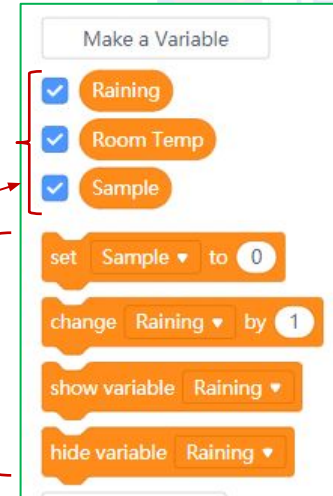 Make a Variable
Raining
Room Temp
Sample
set Sample to 0
change Raining by 1
show variable Raining
hide variable Raining